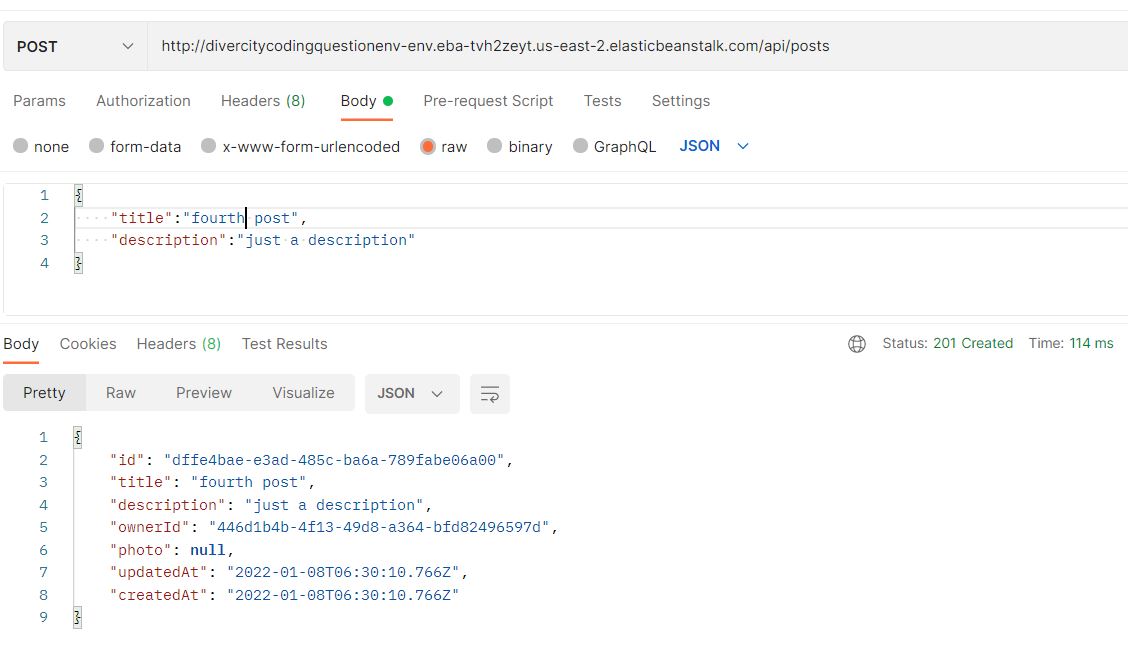 POST http://divercitycodingquestionenv-env.eba-tvh2zeyt.us-east-2.elasticbeanstalk.com/api/posts
Params Authorization Headers (8) Body Pre-request Script Tests Settings
none form-data x-www-form-urlencoded raw binary GraphQL JSON
1 {
2 "title":"fourth post",
3 "description":"just a description"
4 }
Body Cookies Headers (8) Test Results Status: 201 Created Time: 114 ms
Pretty Raw Preview Visualize JSON
1 {
2 "id": "dffe4bae-e3ad-485c-ba6a-789fabe06a00",
3 "title": "fourth post",
4 "description": "just a description",
5 "ownerId": "446d1b4b-4f13-49d8-a364-bfd82496597d",
6 "photo": null,
7 "updatedAt": "2022-01-08T06:30:10.766Z",
8 "createdAt": "2022-01-08T06:30:10.766Z"
9 }